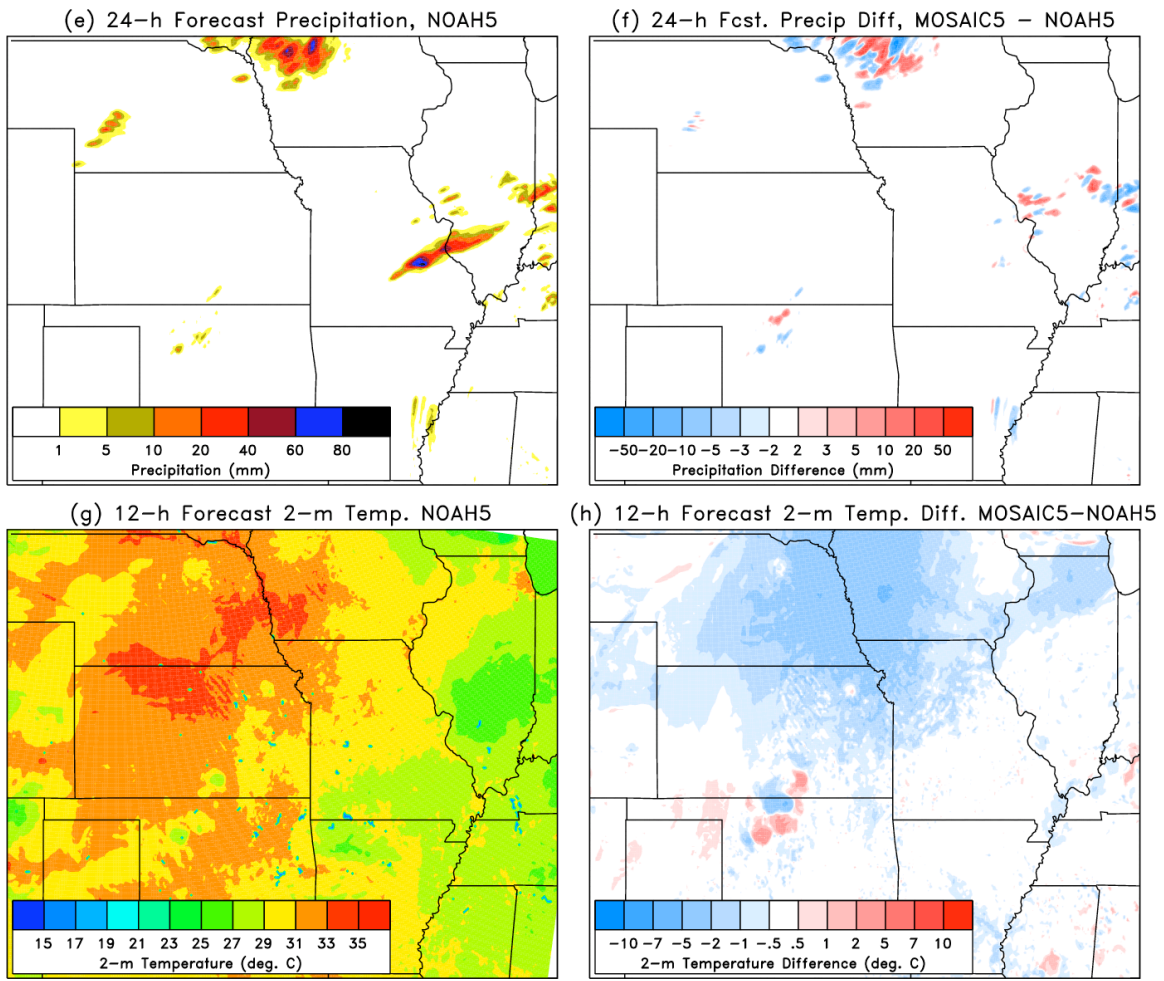 (e) 24-h Forecast Precipitation, NOAH5
1 5 10 20 40 60 80
Precipitation (mm)
(f) 24-h Fcst. Precip Diff, MOSAIC5 - NOAH5
-50 -20 -10 -5 -3 -2 2 3 5 10 20 50
Precipitation Difference (mm)
(g) 12-h Forecast 2-m Temp. NOAH5
15 17 19 21 23 25 27 29 31 33 35
2-m Temperature (deg. C)
(h) 12-h Forecast 2-m Temp. Diff. MOSAIC5-NOAH5
-10 -7 -5 -2 -1 -.5 .5 1 2 5 7 10
2-m Temperature Difference (deg. C)